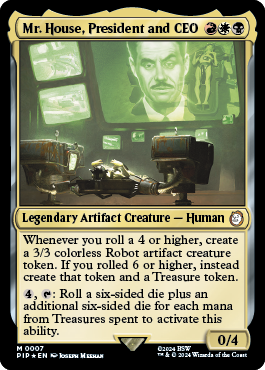 Mr. House, President and CEO
Legendary Artifact Creature — Human
Whenever you roll a 4 or higher, create
a 3/3 colorless Robot artifact creature
token. If you rolled 6 or higher, instead
create that token and a Treasure token.
4, T: Roll a six-sided die plus an
additional six-sided die for each mana
from Treasures spent to activate this
ability.
0/4
M 0007
PIP ★ EN JOSEPH MEEHAN
©2024 BSW
™ & © 2024 Wizards of the Coast